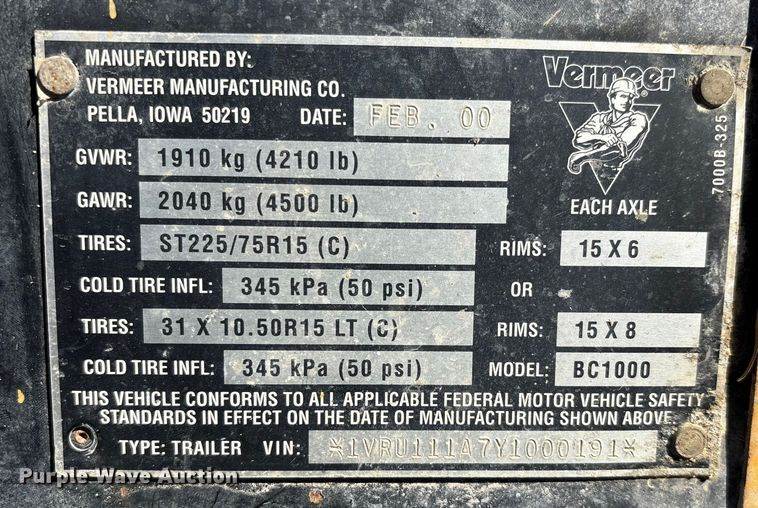 MANUFACTURED BY:
VERMEER MANUFACTURING CO.
PELLA, IOWA 50219 DATE: FEB. 00
Vermeer®
7000B-325
GVWR: 1910 kg (4210 lb)
GAWR: 2040 kg (4500 lb) EACH AXLE
TIRES: ST225/75R15 (C) RIMS: 15 X 6
COLD TIRE INFL: 345 kPa (50 psi) OR
TIRES: 31 X 10.50R15 LT (C) RIMS: 15 X 8
COLD TIRE INFL: 345 kPa (50 psi) MODEL: BC1000
THIS VEHICLE CONFORMS TO ALL APPLICABLE FEDERAL MOTOR VEHICLE SAFETY
STANDARDS IN EFFECT ON THE DATE OF MANUFACTURING SHOWN ABOVE.
TYPE: TRAILER VIN: *1VRU111A7Y1000191*
Purple Wave Auction